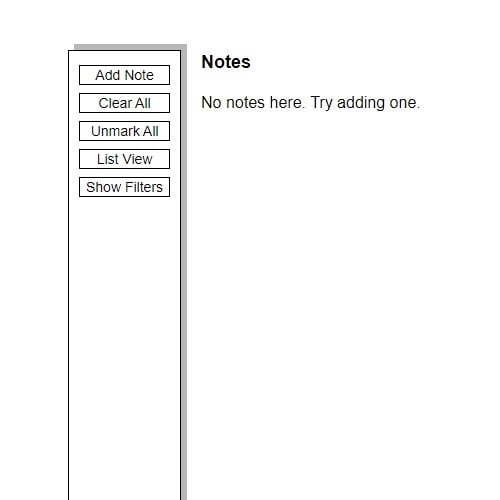 Add Note
Clear All
Unmark All
List View
Show Filters
Notes
No notes here. Try adding one.